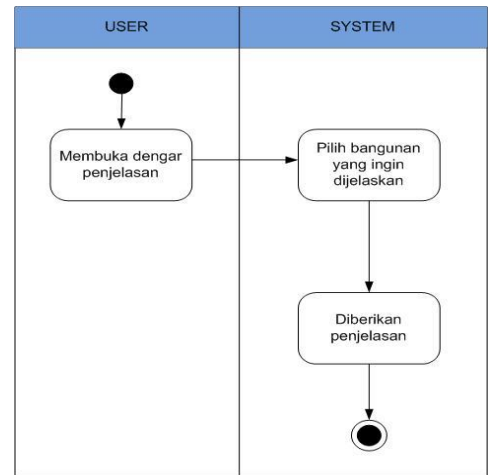 USER
SYSTEM
Membuka dengar
penjelasan
Pilih bangunan
yang ingin
dijelaskan
Diberikan
penjelasan